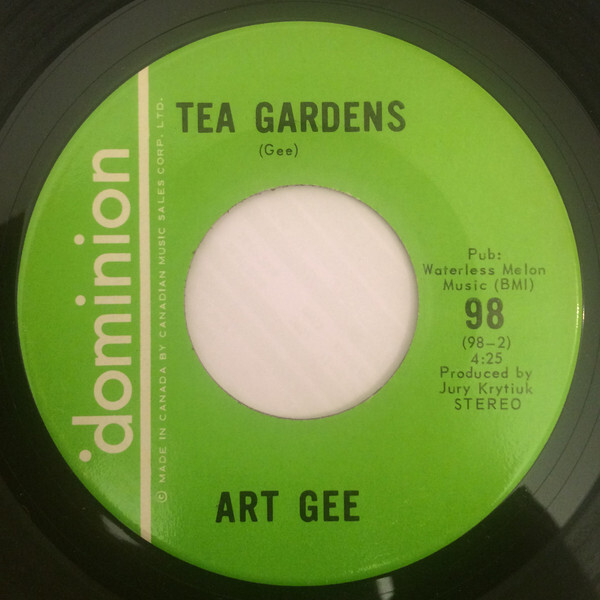 TEA GARDENS
(Gee)
dominion
© MADE IN CANADA BY CANADIAN MUSIC SALES CORP. LTD.
Pub:
Waterless Melon
Music (BMI)
98
(98-2)
4:25
Produced by
Jury Krytiuk
STEREO
ART GEE